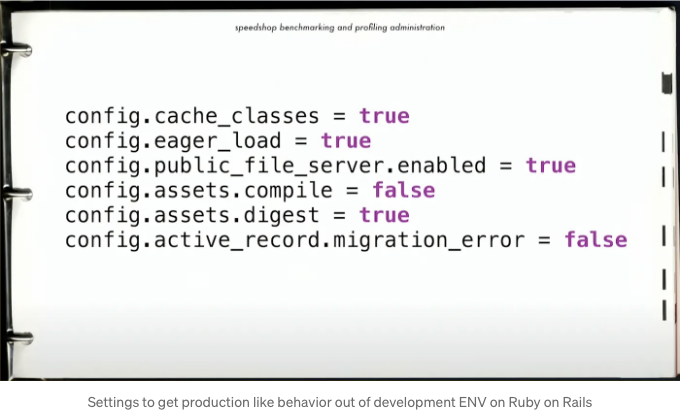 speedshop benchmarking and profiling administration
config.cache_classes = true
config.eager_load = true
config.public_file_server.enabled = true
config.assets.compile = false
config.assets.digest = true
config.active_record.migration_error = false
Settings to get production like behavior out of development ENV on Ruby on Rails